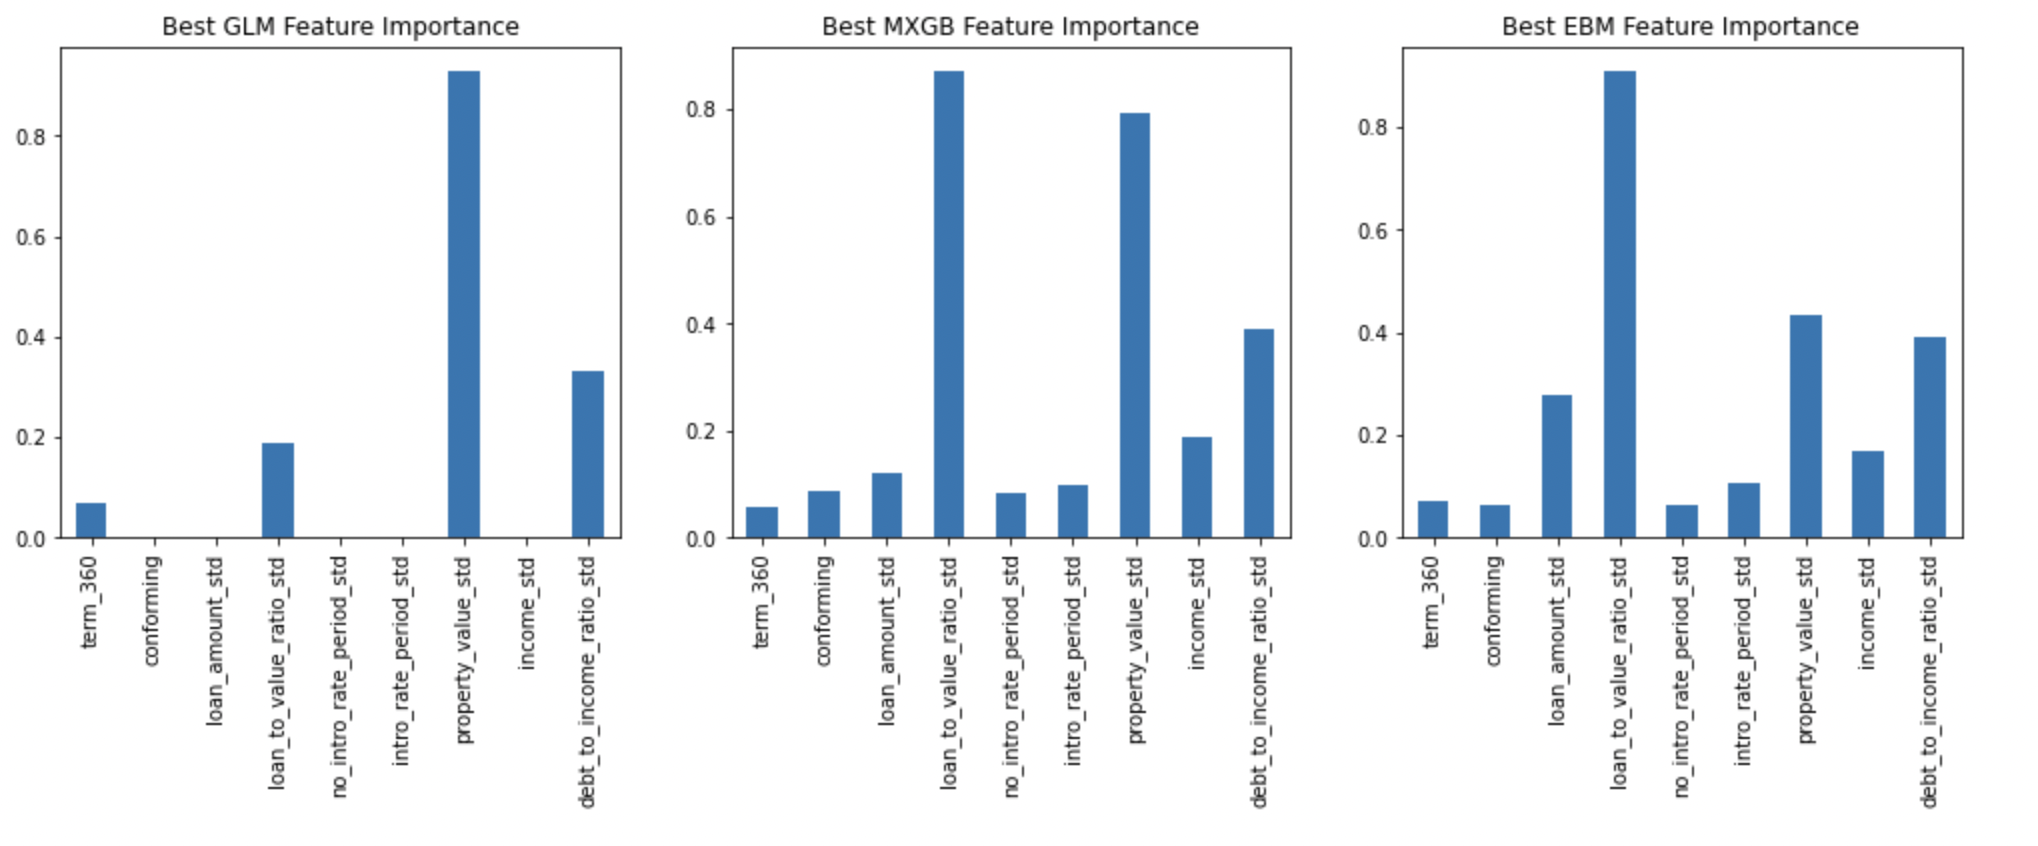 Best GLM Feature Importance
0.8
0.6
0.4
0.2
0.0
term_360
conforming
loan_amount_std
loan_to_value_ratio_std
no_intro_rate_period_std
intro_rate_period_std
property_value_std
income_std
debt_to_income_ratio_std
Best MXGB Feature Importance
0.8
0.6
0.4
0.2
0.0
term_360
conforming
loan_amount_std
loan_to_value_ratio_std
no_intro_rate_period_std
intro_rate_period_std
property_value_std
income_std
debt_to_income_ratio_std
Best EBM Feature Importance
0.8
0.6
0.4
0.2
0.0
term_360
conforming
loan_amount_std
loan_to_value_ratio_std
no_intro_rate_period_std
intro_rate_period_std
property_value_std
income_std
debt_to_income_ratio_std